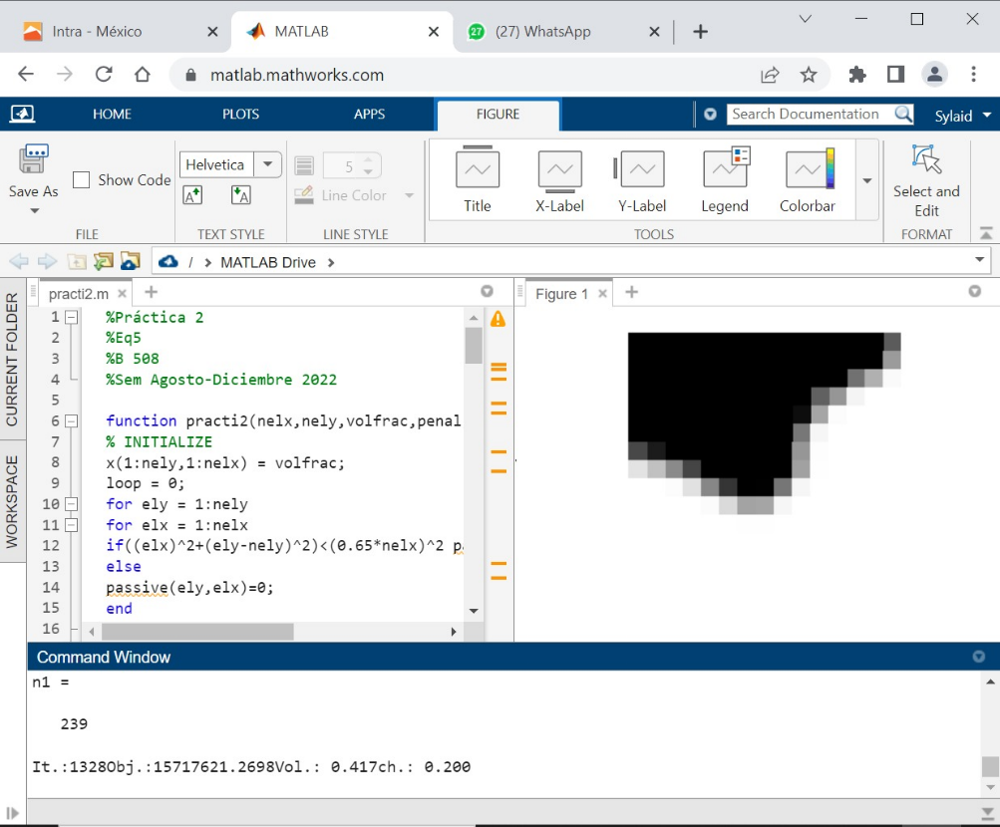 Intra - México
MATLAB
27 (27) WhatsApp
matlab.mathworks.com
HOME PLOTS APPS FIGURE Search Documentation Sylaid
Save As
Show Code
FILE
Helvetica
A A
TEXT STYLE
5
Line Color
LINE STYLE
Title X-Label Y-Label Legend Colorbar
TOOLS
Select and
Edit
FORMAT
/ › MATLAB Drive ›
CURRENT FOLDER
WORKSPACE
practi2.m
1 %Práctica 2
2 %Eq5
3 %B 508
4 %Sem Agosto-Diciembre 2022
5
6 function practi2(nelx,nely,volfrac,penal
7 % INITIALIZE
8 x(1:nely,1:nelx) = volfrac;
9 loop = 0;
10 for ely = 1:nely
11 for elx = 1:nelx
12 if((elx)^2+(ely-nely)^2)<(0.65*nelx)^2 p
13 else
14 passive(ely,elx)=0;
15 end
16
Figure 1
Command Window
n1 =
239
It.:1328Obj.:15717621.2698Vol.: 0.417ch.: 0.200